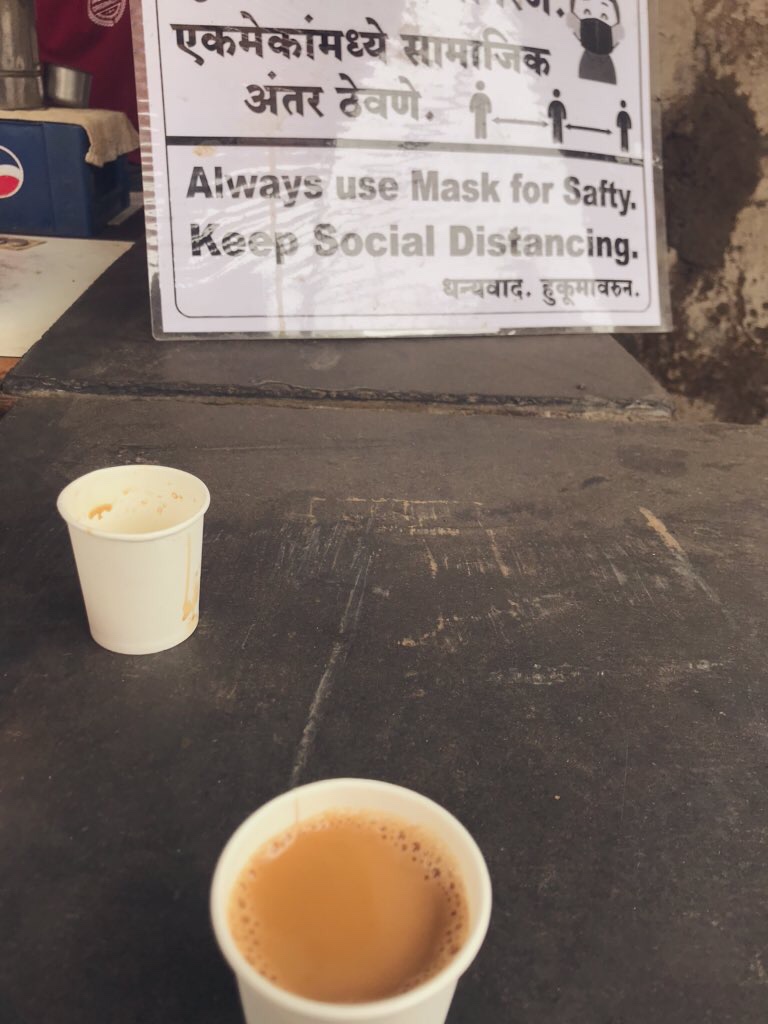 एकमेकांमध्ये सामाजिक
अंतर ठेवणे.
Always use Mask for Safty.
Keep Social Distancing.
धन्यवाद. हुकूमावरुन.